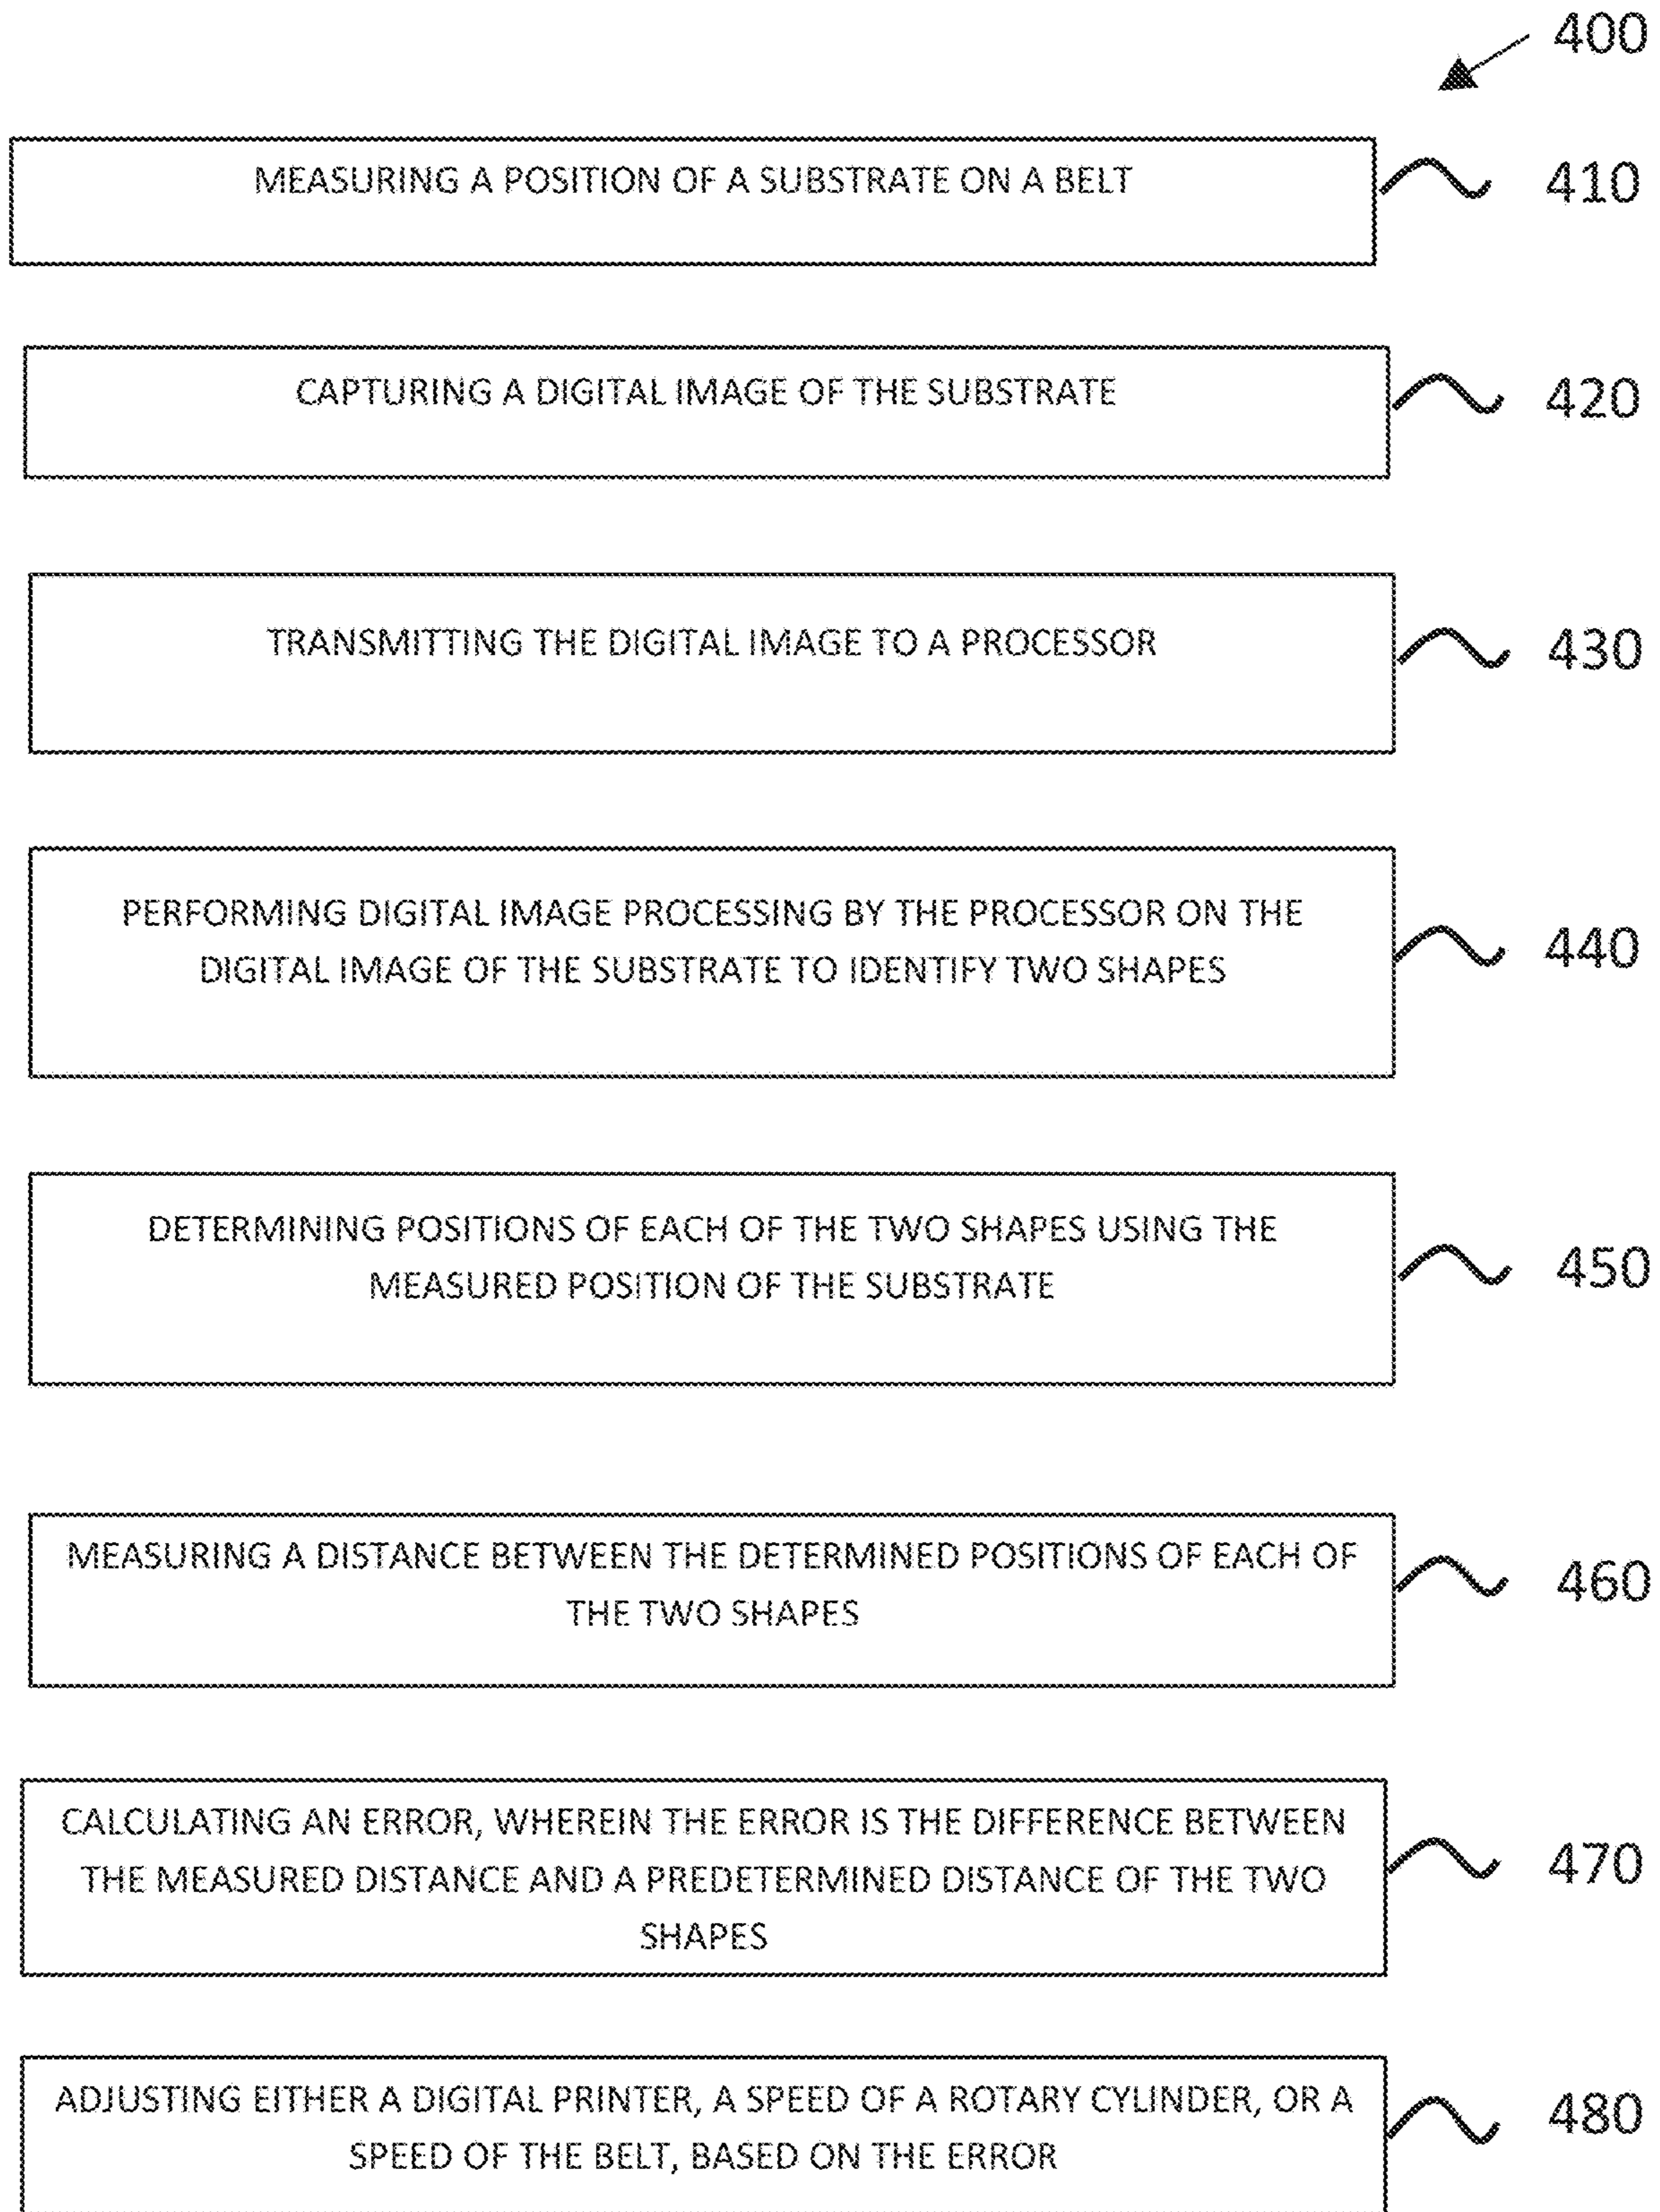 400
MEASURING A POSITION OF A SUBSTRATE ON A BELT
410
CAPTURING A DIGITAL IMAGE OF THE SUBSTRATE
420
TRANSMITTING THE DIGITAL IMAGE TO A PROCESSOR
430
PERFORMING DIGITAL IMAGE PROCESSING BY THE PROCESSOR ON THE
DIGITAL IMAGE OF THE SUBSTRATE TO IDENTIFY TWO SHAPES
440
DETERMINING POSITIONS OF EACH OF THE TWO SHAPES USING THE
MEASURED POSITION OF THE SUBSTRATE
450
MEASURING A DISTANCE BETWEEN THE DETERMINED POSITIONS OF EACH OF
THE TWO SHAPES
460
CALCULATING AN ERROR, WHEREIN THE ERROR IS THE DIFFERENCE BETWEEN
THE MEASURED DISTANCE AND A PREDETERMINED DISTANCE OF THE TWO
SHAPES
470
ADJUSTING EITHER A DIGITAL PRINTER, A SPEED OF A ROTARY CYLINDER, OR A
SPEED OF THE BELT, BASED ON THE ERROR
480